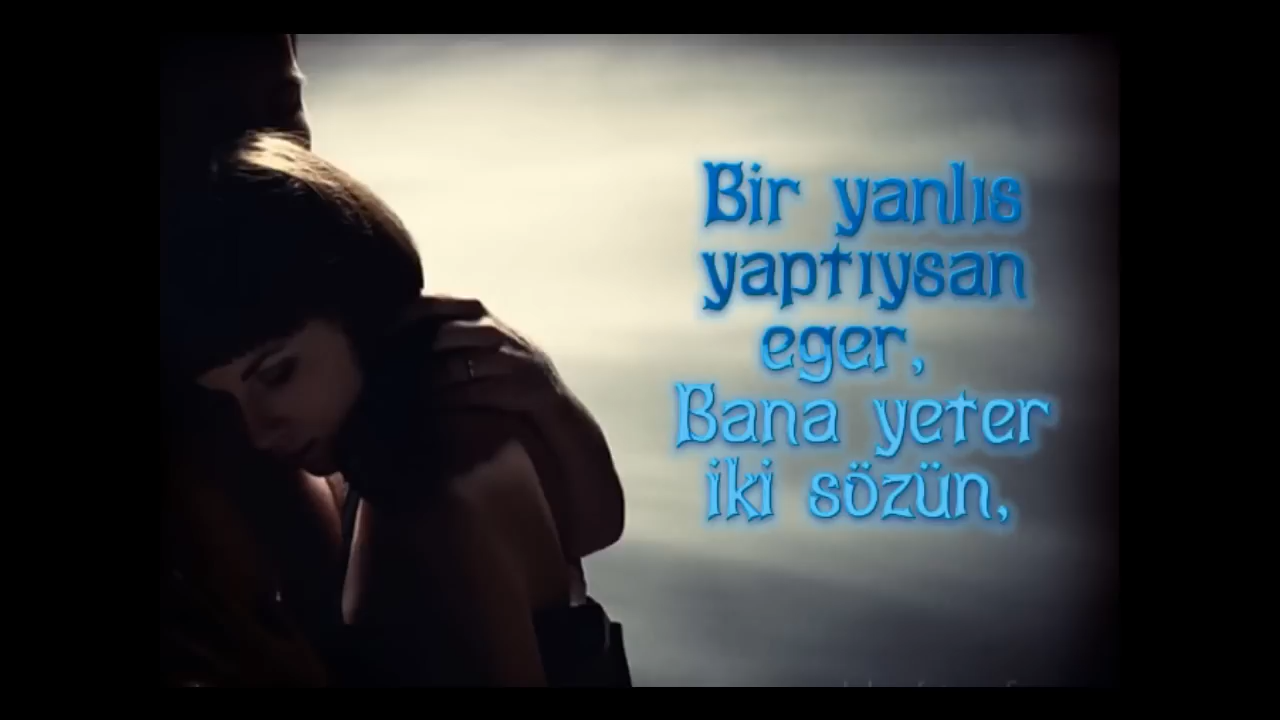 Bir yanlıs
yaptıysan
eger,
Bana yeter
iki sözün,